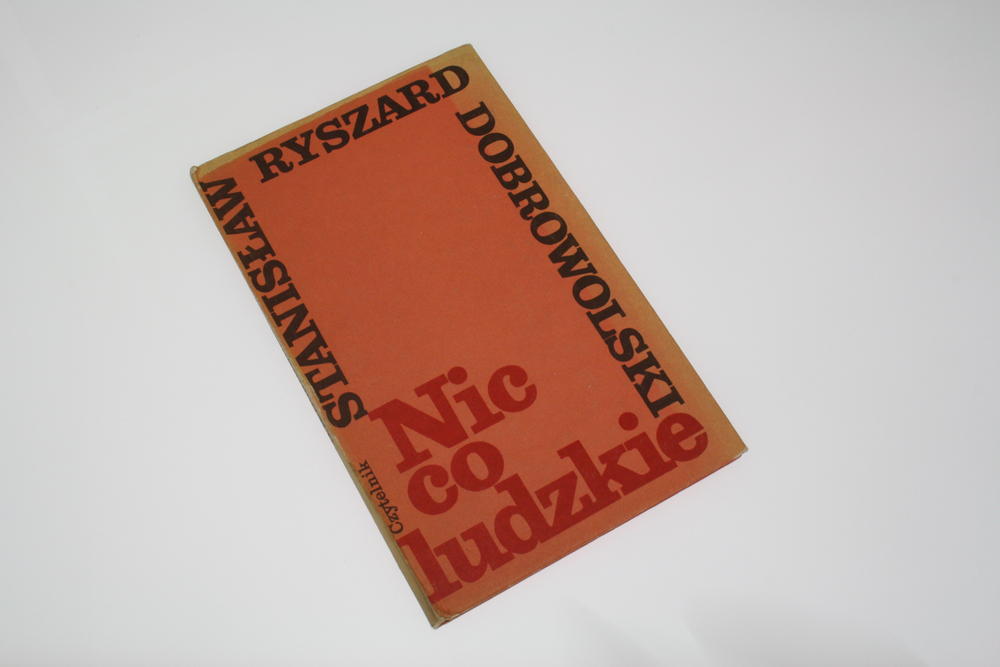 STANISŁAW
RYSZARD
DOBROWOLSKI
Nic
co
ludzkie
Czytelnik